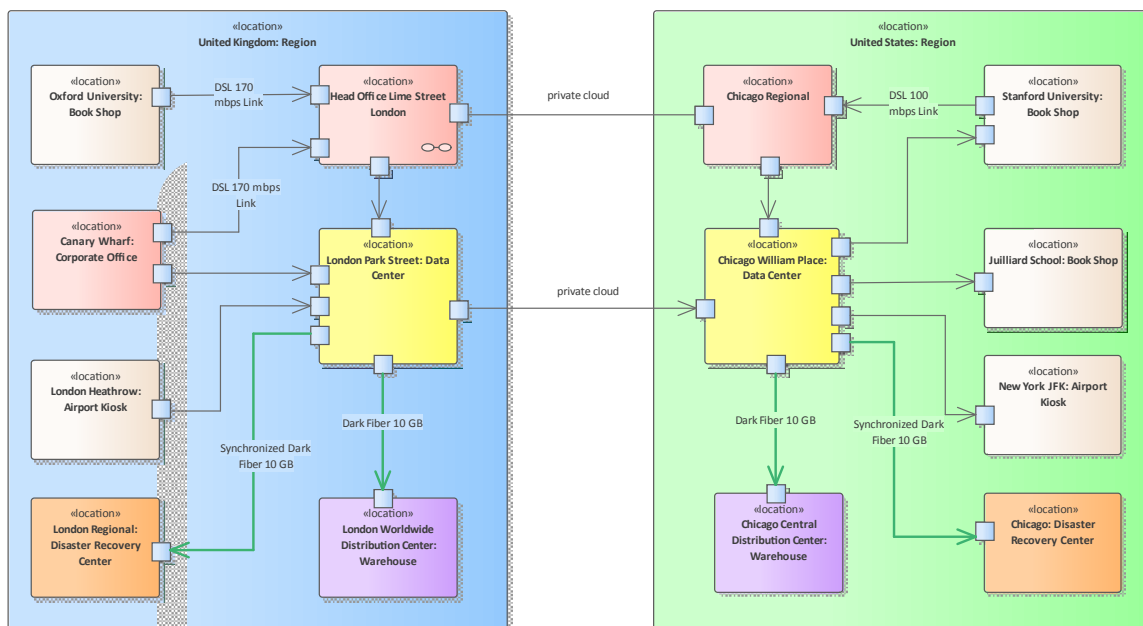 «location»
United Kingdom: Region
«location»
Oxford University:
Book Shop
DSL 170
mbps Link
«location»
Head Office Lime Street
London
DSL 170 mbps
Link
«location»
Canary Wharf:
Corporate Office
«location»
London Park Street: Data
Center
«location»
London Heathrow:
Airport Kiosk
Synchronized Dark
Fiber 10 GB
Dark Fiber 10 GB
«location»
London Regional:
Disaster Recovery
Center
«location»
London Worldwide
Distribution Center:
Warehouse
private cloud
private cloud
«location»
United States: Region
«location»
Chicago Regional
DSL 100
mbps Link
«location»
Stanford University:
Book Shop
«location»
Chicago William Place:
Data Center
«location»
Juilliard School: Book Shop
«location»
New York JFK: Airport
Kiosk
Dark Fiber 10 GB
Synchronized Dark
Fiber 10 GB
«location»
Chicago Central
Distribution Center:
Warehouse
«location»
Chicago: Disaster
Recovery Center